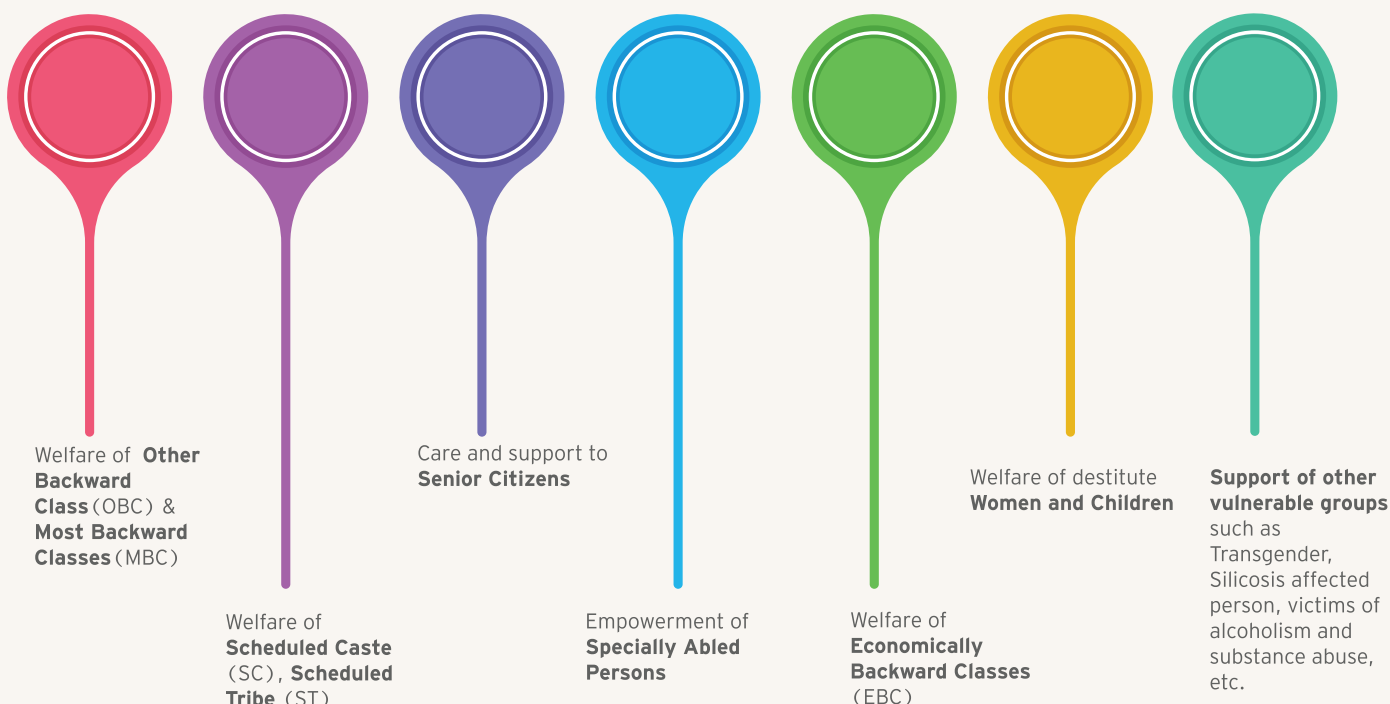 Welfare of Other
Backward
Class (OBC) &
Most Backward
Classes (MBC)
Welfare of
Scheduled Caste
(SC), Scheduled
Tribe (ST)
Care and support to
Senior Citizens
Empowerment of
Specially Abled
Persons
Welfare of
Economically
Backward Classes
(EBC)
Welfare of destitute
Women and Children
Support of other
vulnerable groups
such as
Transgender,
Silicosis affected
person, victims of
alcoholism and
substance abuse,
etc.